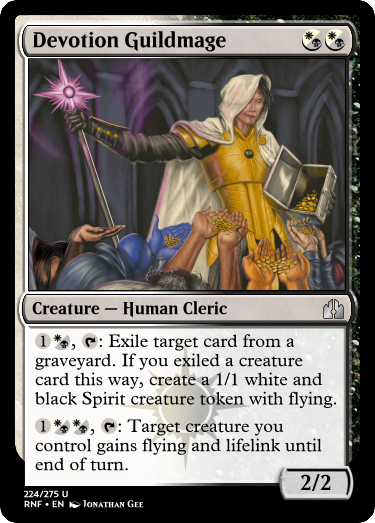 Devotion Guildmage
Creature — Human Cleric
1, : Exile target card from a
graveyard. If you exiled a creature
card this way, create a 1/1 white and
black Spirit creature token with flying.
1, : Target creature you
control gains flying and lifelink until
end of turn.
2/2
224/275 U
RNF • EN Jonathan Gee